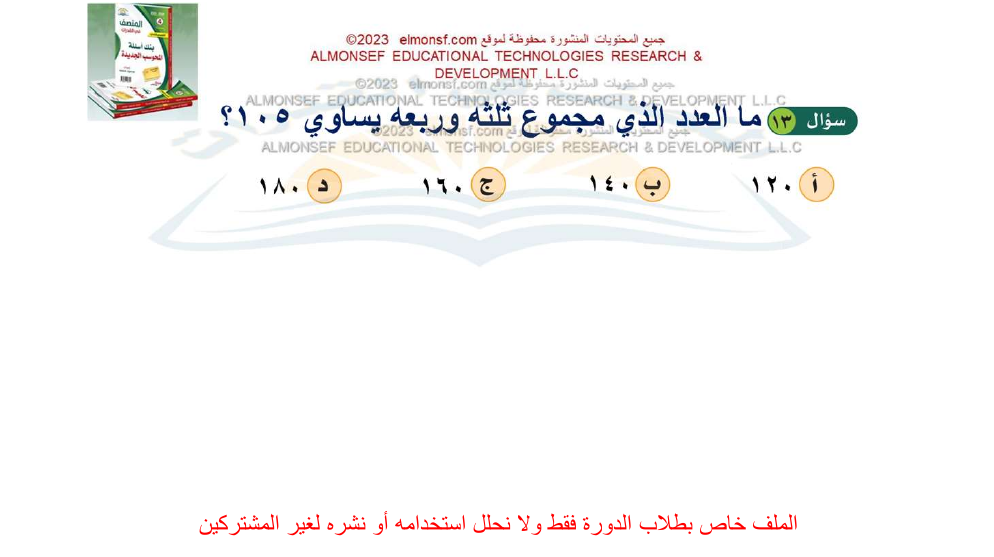 المنصف
بنك أسئلة
المحوسب الجديدة
جميع المحتويات المنشورة محفوظة لموقع elmonsf.com ©2023
ALMONSEF EDUCATIONAL TECHNOLOGIES RESEARCH &
DEVELOPMENT L.L.C
جميع المحتويات المنشورة محفوظة لموقع elmonsf.com ©2023
ALMONSEF EDUCATIONAL TECHNOLOGIES RESEARCH & DEVELOPMENT L.L.C
سؤال ١٣ ما العدد الذي مجموع ثلثه وربعه يساوي ١٠٥؟
جميع المحتويات المنشورة محفوظة لموقع elmonsf.com ©2023
ALMONSEF EDUCATIONAL TECHNOLOGIES RESEARCH & DEVELOPMENT L.L.C
أ ١٢٠ ب ١٤٠ ج ١٦٠ د ١٨٠
الملف خاص بطلاب الدورة فقط ولا نحلل استخدامه أو نشره لغير المشتركين